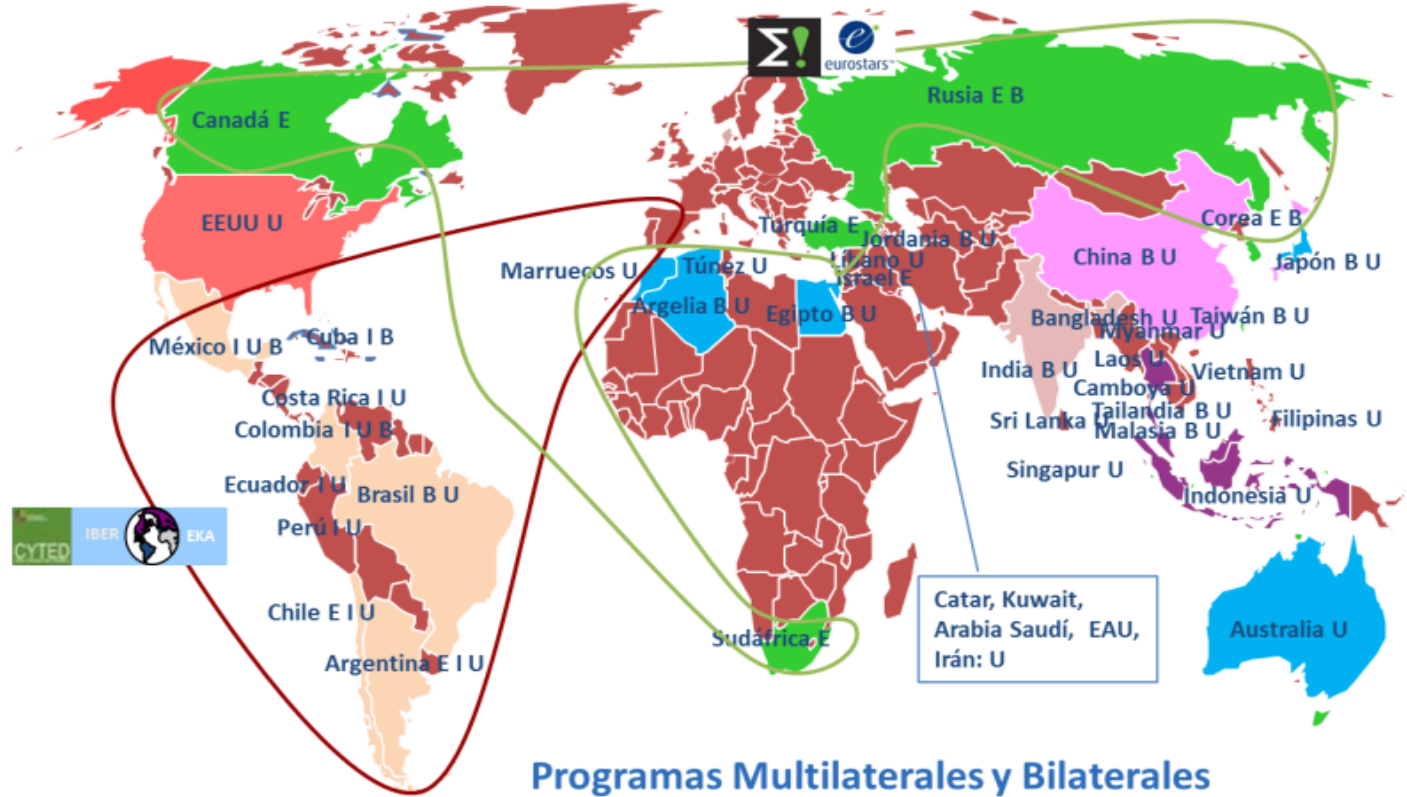 Σ!
e
eurostars™
Rusia E B
Canadá E
EEUU U
Corea E B
Turquía E
Jordania B U
China B U
Líbano U
Japón B U
Marruecos U
Túnez U
Israel E
Argelia B U
Egipto B U
Bangladesh U
Taiwán B U
Myanmar U
Cuba I B
México I U B
Laos U
India B U
Vietnam U
Camboya U
Costa Rica I U
Tailandia B U
Sri Lanka U
Filipinas U
Colombia I U B
Malasia B U
Singapur U
Ecuador I U
Brasil B U
Indonesia U
Perú I U
IBER EKA
CYTED
Catar, Kuwait,
Arabia Saudí, EAU,
Irán: U
Chile E I U
Australia U
Sudáfrica E
Argentina E I U
Programas Multilaterales y Bilaterales